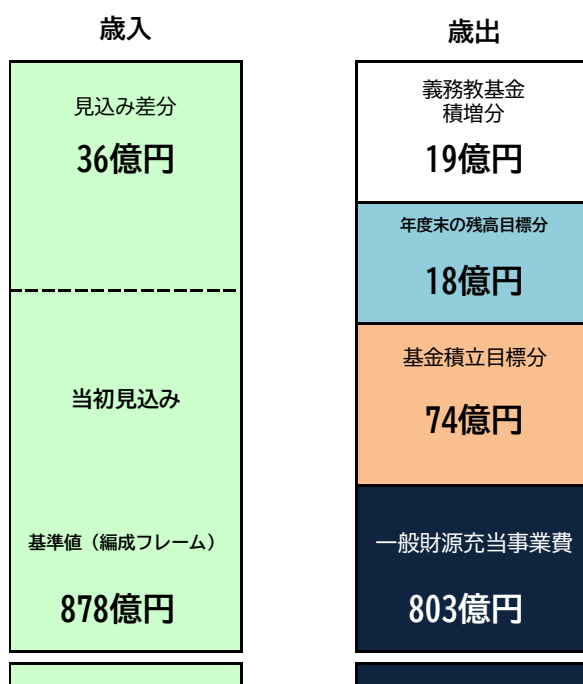 歳入
見込み差分
36億円
当初見込み
基準値（編成フレーム）
878億円
歳出
義務教基金
積増分
19億円
年度末の残高目標分
18億円
基金積立目標分
74億円
一般財源充当事業費
803億円